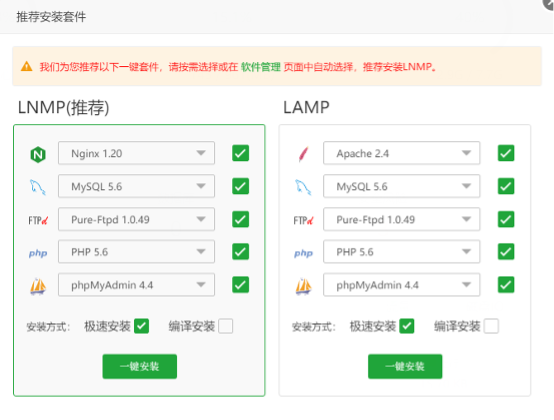 推荐安装套件
我们为您推荐以下一键套件，请按需选择或在 软件管理 页面中自动选择，推荐安装LNMP。
LNMP(推荐)
Nginx 1.20
MySQL 5.6
FTPd Pure-Ftpd 1.0.49
php PHP 5.6
phpMyAdmin 4.4
安装方式： 极速安装 编译安装
一键安装
LAMP
Apache 2.4
MySQL 5.6
FTPd Pure-Ftpd 1.0.49
php PHP 5.6
phpMyAdmin 4.4
安装方式： 极速安装 编译安装
一键安装